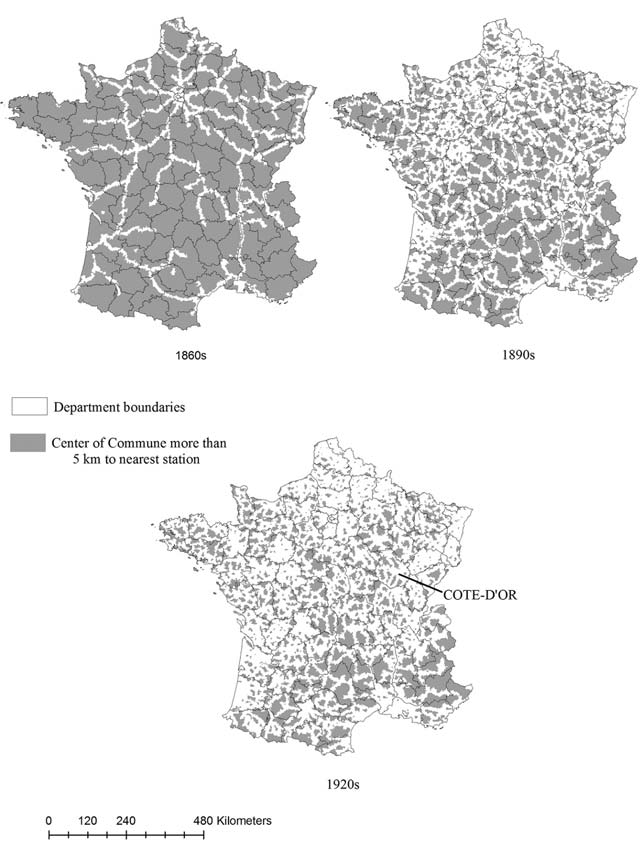 1860s
1890s
Department boundaries
Center of Commune more than
5 km to nearest station
COTE-D'OR
1920s
0 120 240 480 Kilometers